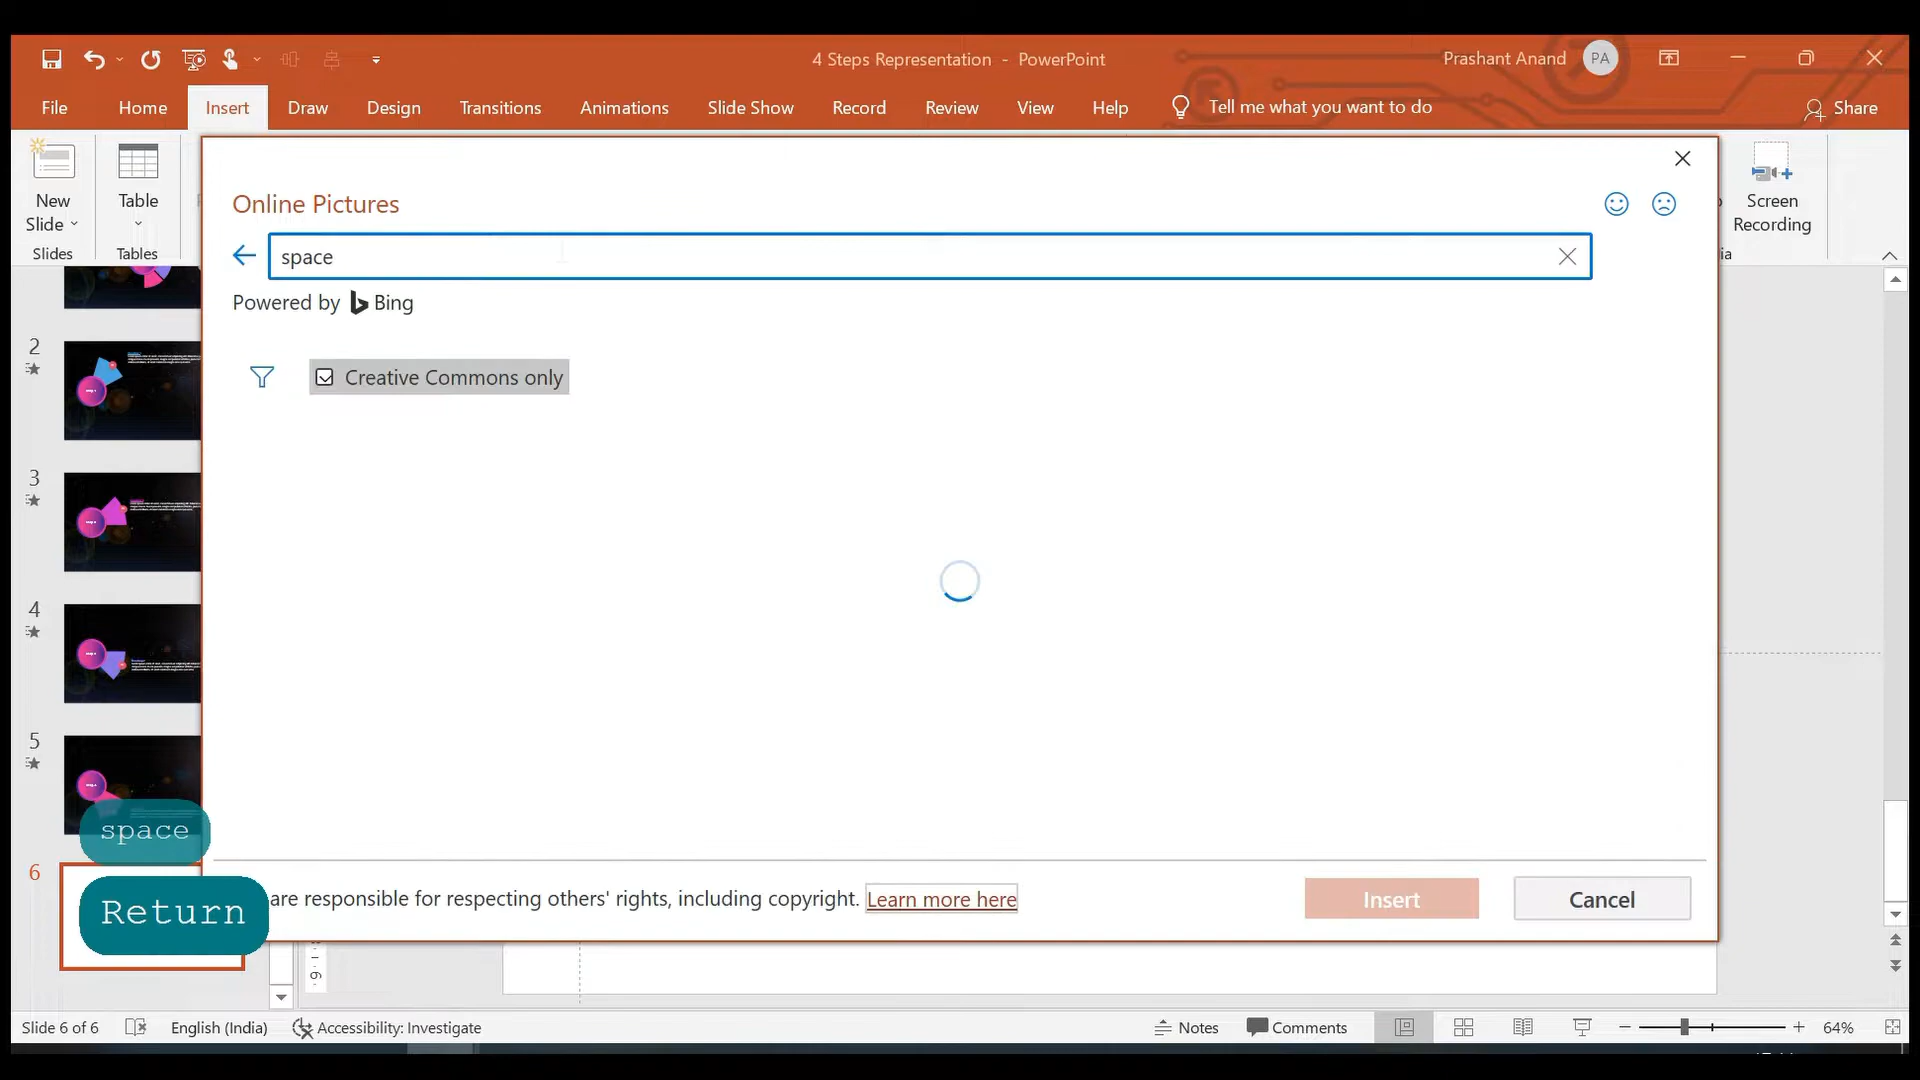 4 Steps Representation - PowerPoint
Prashant Anand PA
File Home Insert Draw Design Transitions Animations Slide Show Record Review View Help Tell me what you want to do Share
New
Slide
Slides
Table
Tables
Screen
Recording
ia
Online Pictures
space
Powered by Bing
Creative Commons only
2
3
4
5
6
space
Return
are responsible for respecting others' rights, including copyright. Learn more here
Insert Cancel
Slide 6 of 6 English (India) Accessibility: Investigate Notes Comments 64%